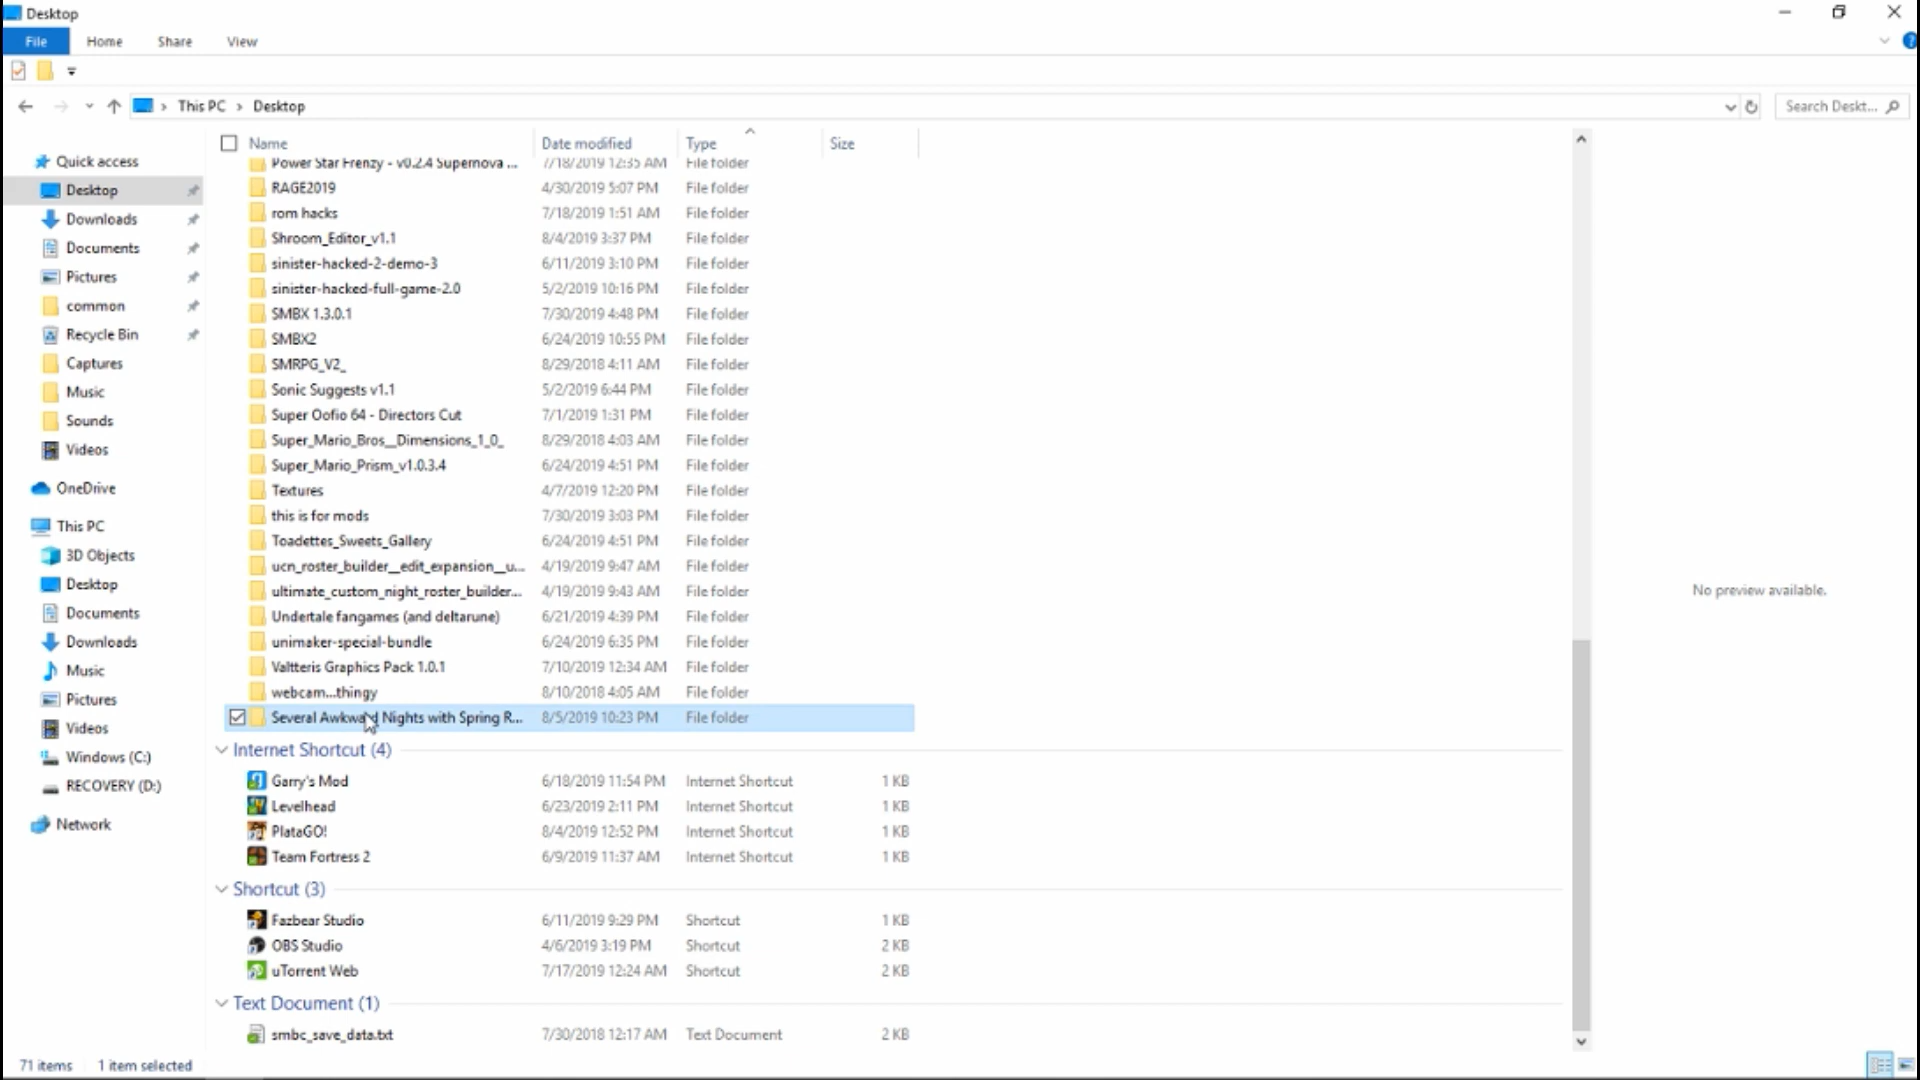 Desktop
File Home Share View
This PC > Desktop
Search Deskt...
Name Date modified Type Size
Power Star Frenzy - v0.2.4 Supernova ... 7/18/2019 12:35 AM File folder
RAGE2019 4/30/2019 5:07 PM File folder
rom hacks 7/18/2019 1:51 AM File folder
Shroom_Editor_v1.1 8/4/2019 3:37 PM File folder
sinister-hacked-2-demo-3 6/11/2019 3:10 PM File folder
sinister-hacked-full-game-2.0 5/2/2019 10:16 PM File folder
SMBX 1.3.0.1 7/30/2019 4:48 PM File folder
SMBX2 6/24/2019 10:55 PM File folder
SMRPG_V2_ 8/29/2018 4:11 AM File folder
Sonic Suggests v1.1 5/2/2019 6:44 PM File folder
Super Oofio 64 - Directors Cut 7/1/2019 1:31 PM File folder
Super_Mario_Bros__Dimensions_1_0_ 8/29/2018 4:03 AM File folder
Super_Mario_Prism_v1.0.3.4 6/24/2019 4:51 PM File folder
Textures 4/7/2019 12:20 PM File folder
this is for mods 7/30/2019 3:03 PM File folder
Toadettes_Sweets_Gallery 6/24/2019 4:51 PM File folder
ucn_roster_builder__edit_expansion__u... 4/19/2019 9:47 AM File folder
ultimate_custom_night_roster_builder... 4/19/2019 9:43 AM File folder
Undertale fangames (and deltarune) 6/21/2019 4:39 PM File folder
unimaker-special-bundle 6/24/2019 6:35 PM File folder
Valtteris Graphics Pack 1.0.1 7/10/2019 12:34 AM File folder
webcam...thingy 8/10/2018 4:05 AM File folder
Several Awkward Nights with Spring R... 8/5/2019 10:23 PM File folder
Internet Shortcut (4)
Garry's Mod 6/18/2019 11:54 PM Internet Shortcut 1 KB
Levelhead 6/23/2019 2:11 PM Internet Shortcut 1 KB
PlataGO! 8/4/2019 12:52 PM Internet Shortcut 1 KB
Team Fortress 2 6/9/2019 11:37 AM Internet Shortcut 1 KB
Shortcut (3)
Fazbear Studio 6/11/2019 9:29 PM Shortcut 1 KB
OBS Studio 4/6/2019 3:19 PM Shortcut 2 KB
uTorrent Web 7/17/2019 12:24 AM Shortcut 2 KB
Text Document (1)
smbc_save_data.txt 7/30/2018 12:17 AM Text Document 2 KB
Quick access
Desktop
Downloads
Documents
Pictures
common
Recycle Bin
Captures
Music
Sounds
Videos
OneDrive
This PC
3D Objects
Desktop
Documents
Downloads
Music
Pictures
Videos
Windows (C:)
RECOVERY (D:)
Network
No preview available.
71 items 1 item selected